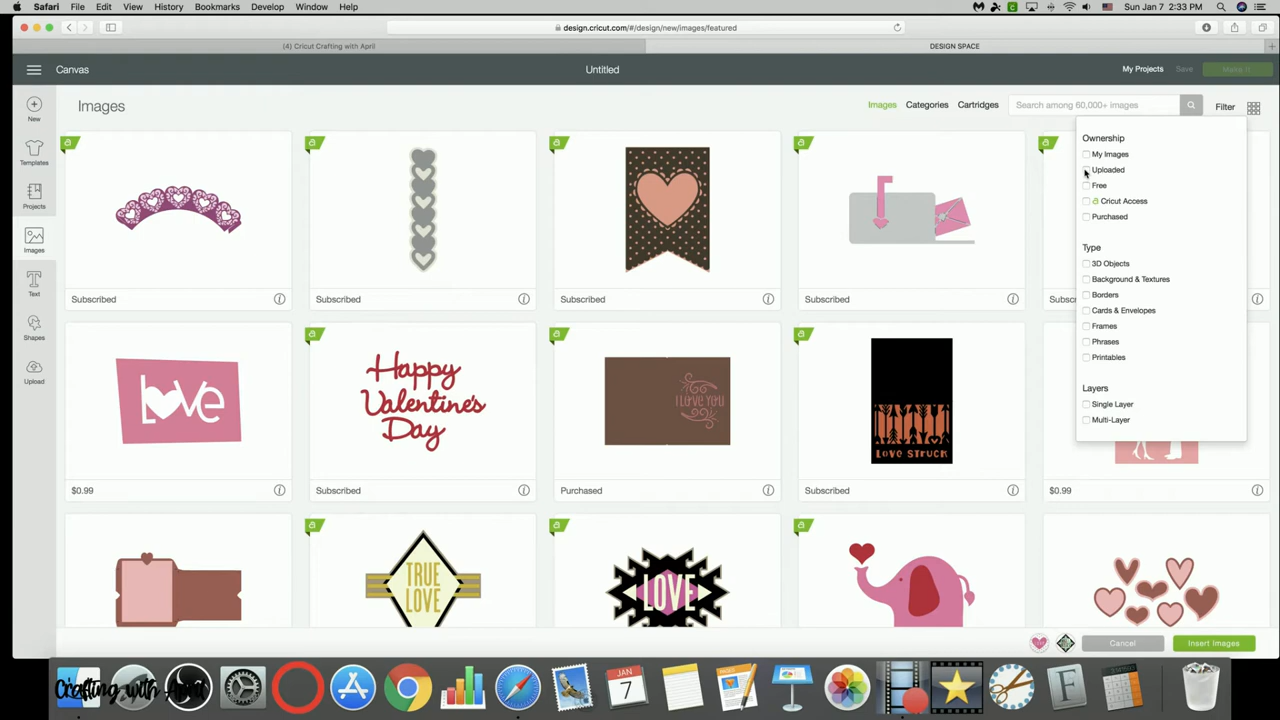 Safari File Edit View History Bookmarks Develop Window Help
Sun Jan 7 2:33 PM
design.cricut.com/#/design/new/images/featured
(4) Cricut Crafting with April
DESIGN SPACE
Canvas
Untitled
My Projects
Save
Make It
Images
Images
Categories
Cartridges
Search among 60,000+ images
Filter
New
Templates
Projects
Images
Text
Shapes
Upload
Ownership
My Images
Uploaded
Free
Cricut Access
Purchased
Type
3D Objects
Background & Textures
Borders
Cards & Envelopes
Frames
Phrases
Printables
Layers
Single Layer
Multi-Layer
Subscribed
Subscribed
Subscribed
Subscribed
love
Happy
Valentine's
Day
I LOVE YOU
LOVE STRUCK
$0.99
Subscribed
Purchased
Subscribed
$0.99
TRUE
LOVE
LOVE
Cancel
Insert Images
Crafting with April
JAN
7